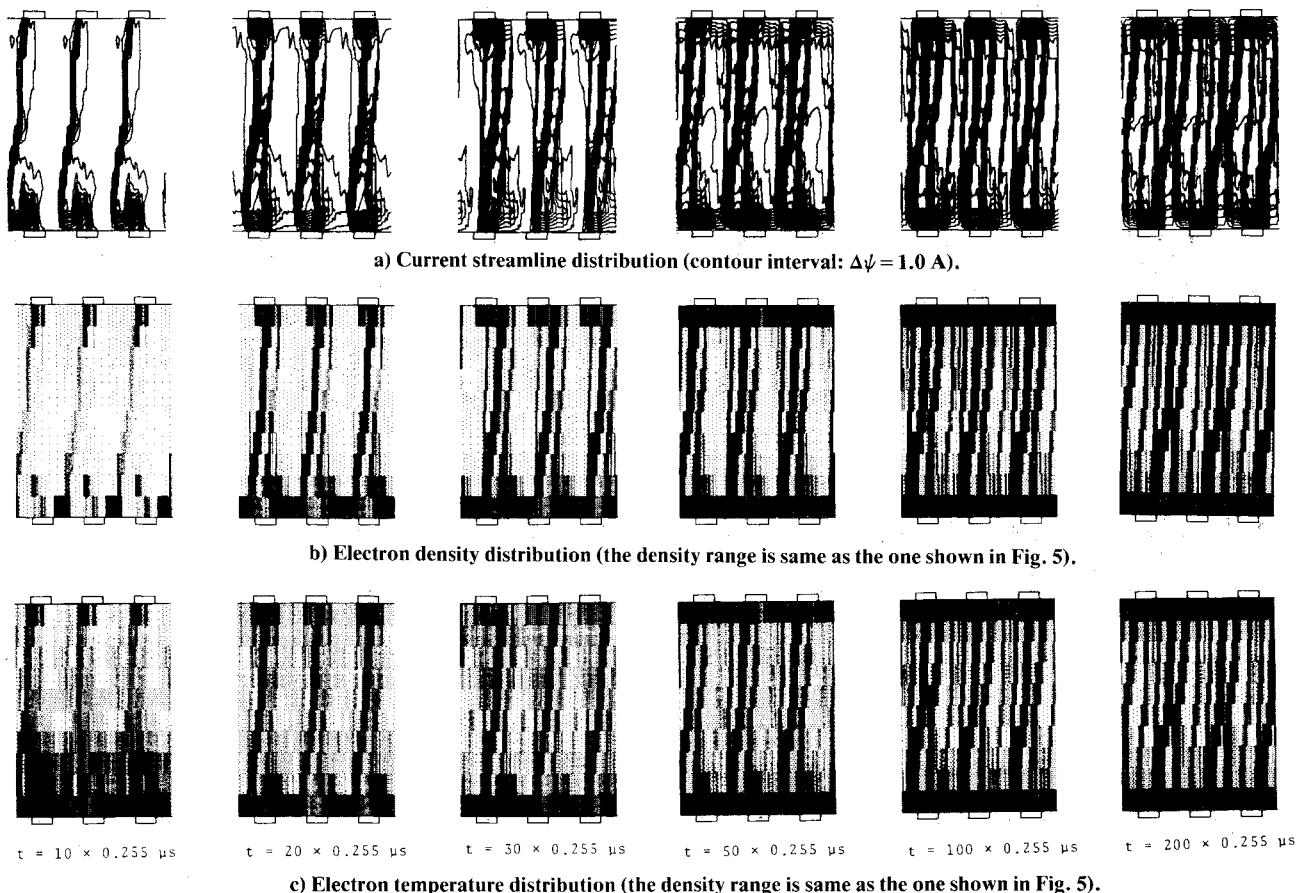 a) Current streamline distribution (contour interval: Δψ = 1.0 A).
b) Electron density distribution (the density range is same as the one shown in Fig. 5).
t = 10 × 0.255 μs t = 20 × 0.255 μs t = 30 × 0.255 μs t = 50 × 0.255 μs t = 100 × 0.255 μs t = 200 × 0.255 μs
c) Electron temperature distribution (the density range is same as the one shown in Fig. 5).